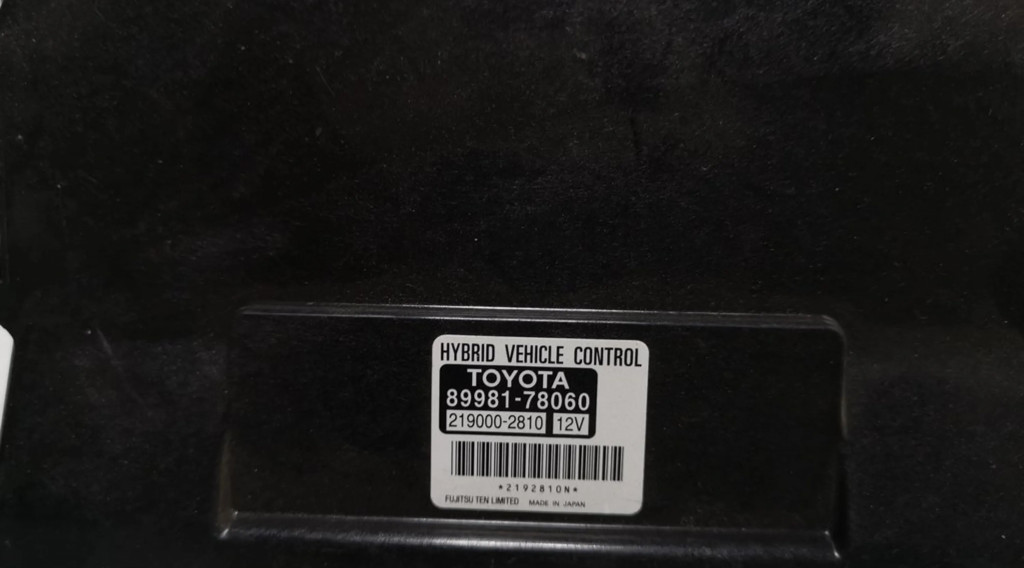 HYBRID VEHICLE CONTROL
TOYOTA
89981-78060
219000-2810 12V
*2192810N*
FUJITSU TEN LIMITED MADE IN JAPAN